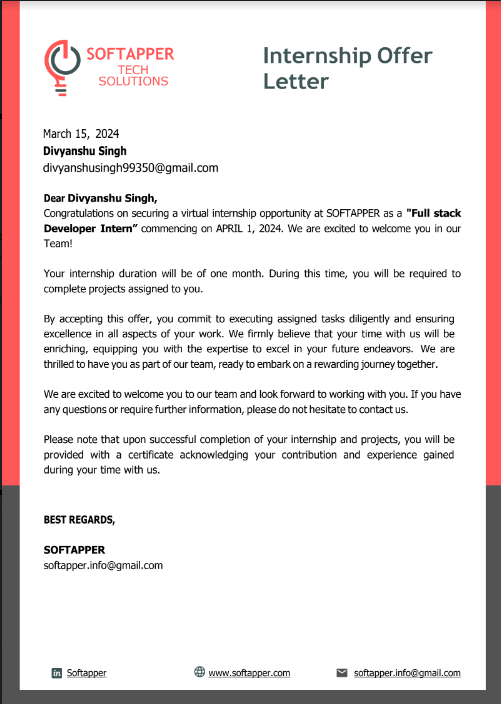 SOFTAPPER
TECH
SOLUTIONS
Internship Offer
Letter
March 15, 2024
Divyanshu Singh
divyanshusingh99350@gmail.com
Dear Divyanshu Singh,
Congratulations on securing a virtual internship opportunity at SOFTAPPER as a "Full stack
Developer Intern” commencing on APRIL 1, 2024. We are excited to welcome you in our
Team!
Your internship duration will be of one month. During this time, you will be required to
complete projects assigned to you.
By accepting this offer, you commit to executing assigned tasks diligently and ensuring
excellence in all aspects of your work. We firmly believe that your time with us will be
enriching, equipping you with the expertise to excel in your future endeavors. We are
thrilled to have you as part of our team, ready to embark on a rewarding journey together.
We are excited to welcome you to our team and look forward to working with you. If you have
any questions or require further information, please do not hesitate to contact us.
Please note that upon successful completion of your internship and projects, you will be
provided with a certificate acknowledging your contribution and experience gained
during your time with us.
BEST REGARDS,
SOFTAPPER
softapper.info@gmail.com
in Softapper www.softapper.com softapper.info@gmail.com